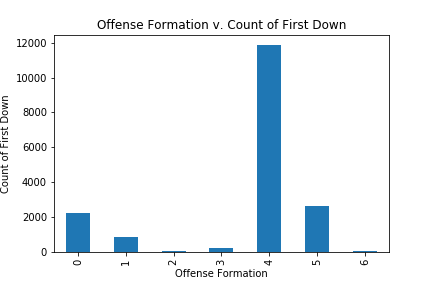 Offense Formation v. Count of First Down
Count of First Down
12000
10000
8000
6000
4000
2000
0
0 1 2 3 4 5 6
Offense Formation